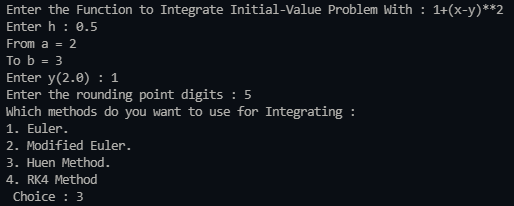 Enter the Function to Integrate Initial-Value Problem With : 1+(x-y)**2
Enter h : 0.5
From a = 2
To b = 3
Enter y(2.0) : 1
Enter the rounding point digits : 5
Which methods do you want to use for Integrating :
1. Euler.
2. Modified Euler.
3. Huen Method.
4. RK4 Method
 Choice : 3